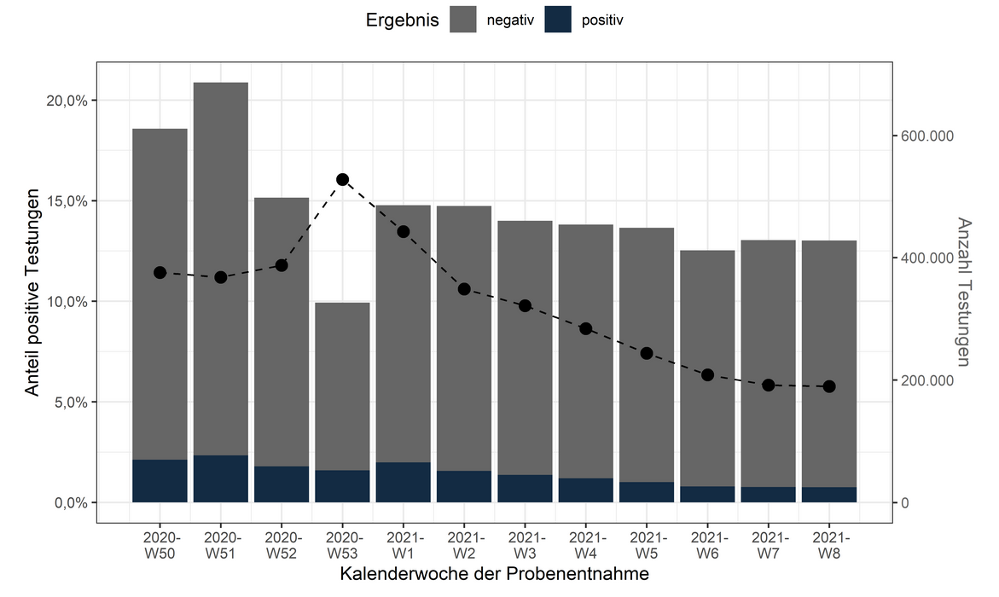 Ergebnis negativ positiv
Anteil positive Testungen
20,0%
15,0%
10,0%
5,0%
0,0%
600.000
400.000
200.000
0
Anzahl Testungen
2020- 2020- 2020- 2020- 2021- 2021- 2021- 2021- 2021- 2021- 2021- 2021-
W50 W51 W52 W53 W1 W2 W3 W4 W5 W6 W7 W8
Kalenderwoche der Probenentnahme